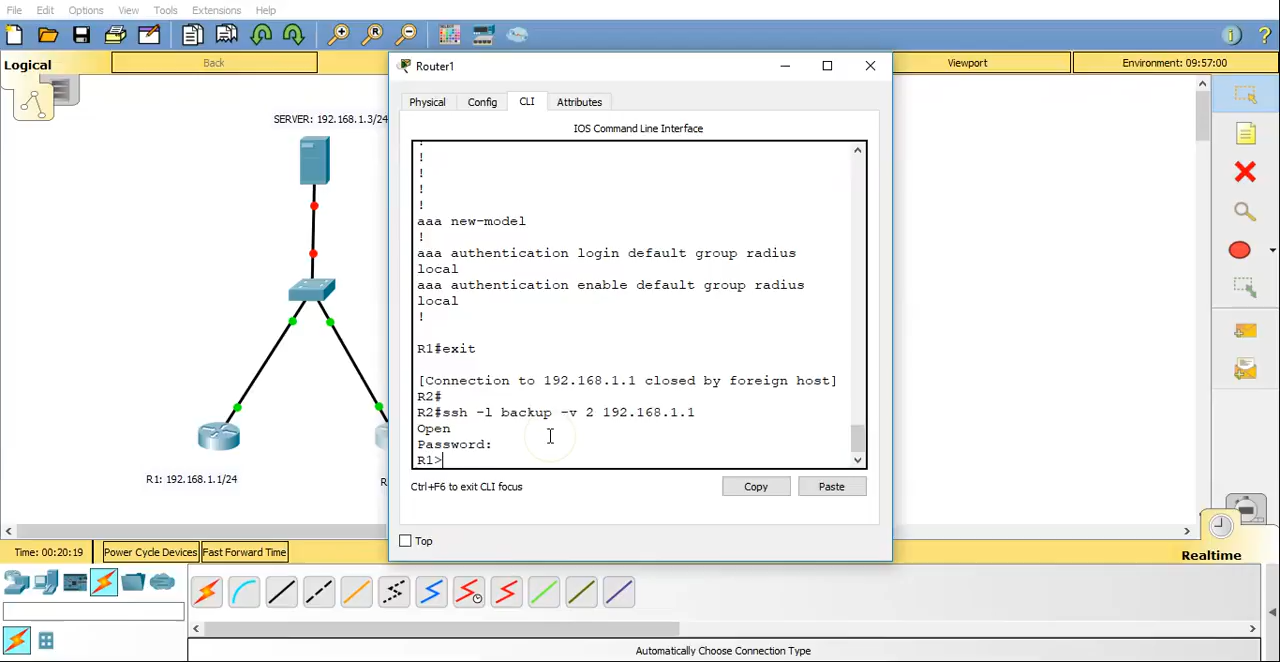 File Edit Options View Tools Extensions Help
Logical
Back
Viewport
Environment: 09:57:00
Router1
Physical Config CLI Attributes
IOS Command Line Interface
SERVER: 192.168.1.3/24
!
!
!
!
!
aaa new-model
!
aaa authentication login default group radius
local
aaa authentication enable default group radius
local
!
R1#exit
[Connection to 192.168.1.1 closed by foreign host]
R2#
R2#ssh -l backup -v 2 192.168.1.1
Open
Password:
R1>
R1: 192.168.1.1/24
R
Ctrl+F6 to exit CLI focus
Copy
Paste
Top
Time: 00:20:19
Power Cycle Devices
Fast Forward Time
Realtime
Automatically Choose Connection Type